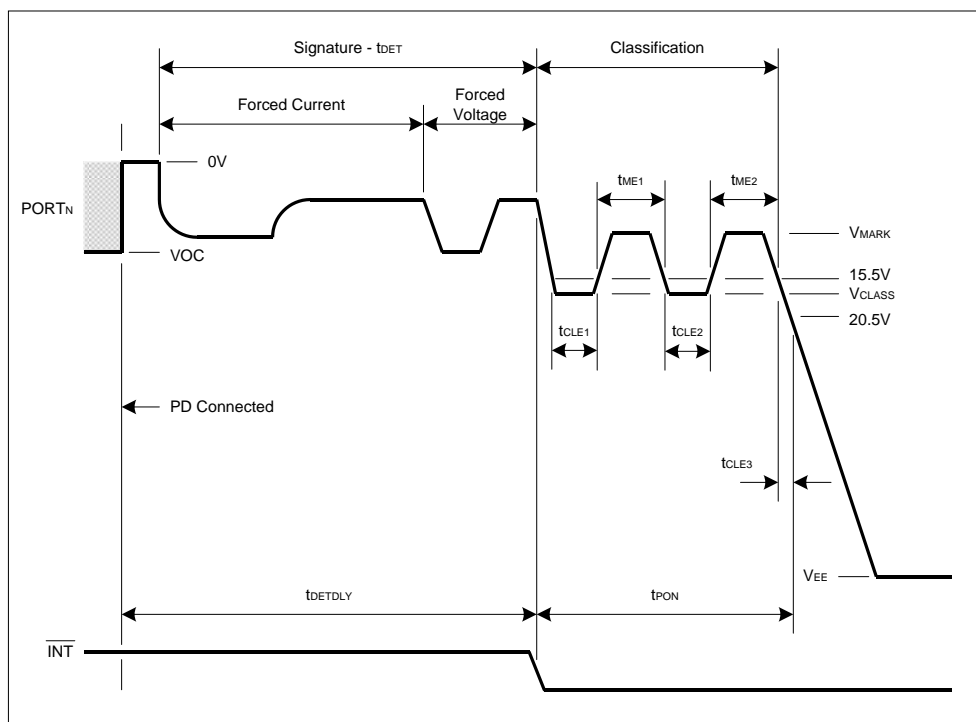 Signature - tDET
Classification
Forced Current
Forced
Voltage
0V
tME1
tME2
PORTN
VMARK
VOC
15.5V
VCLASS
20.5V
tCLE1
tCLE2
PD Connected
tCLE3
VEE
tDETDLY
tPON
INT